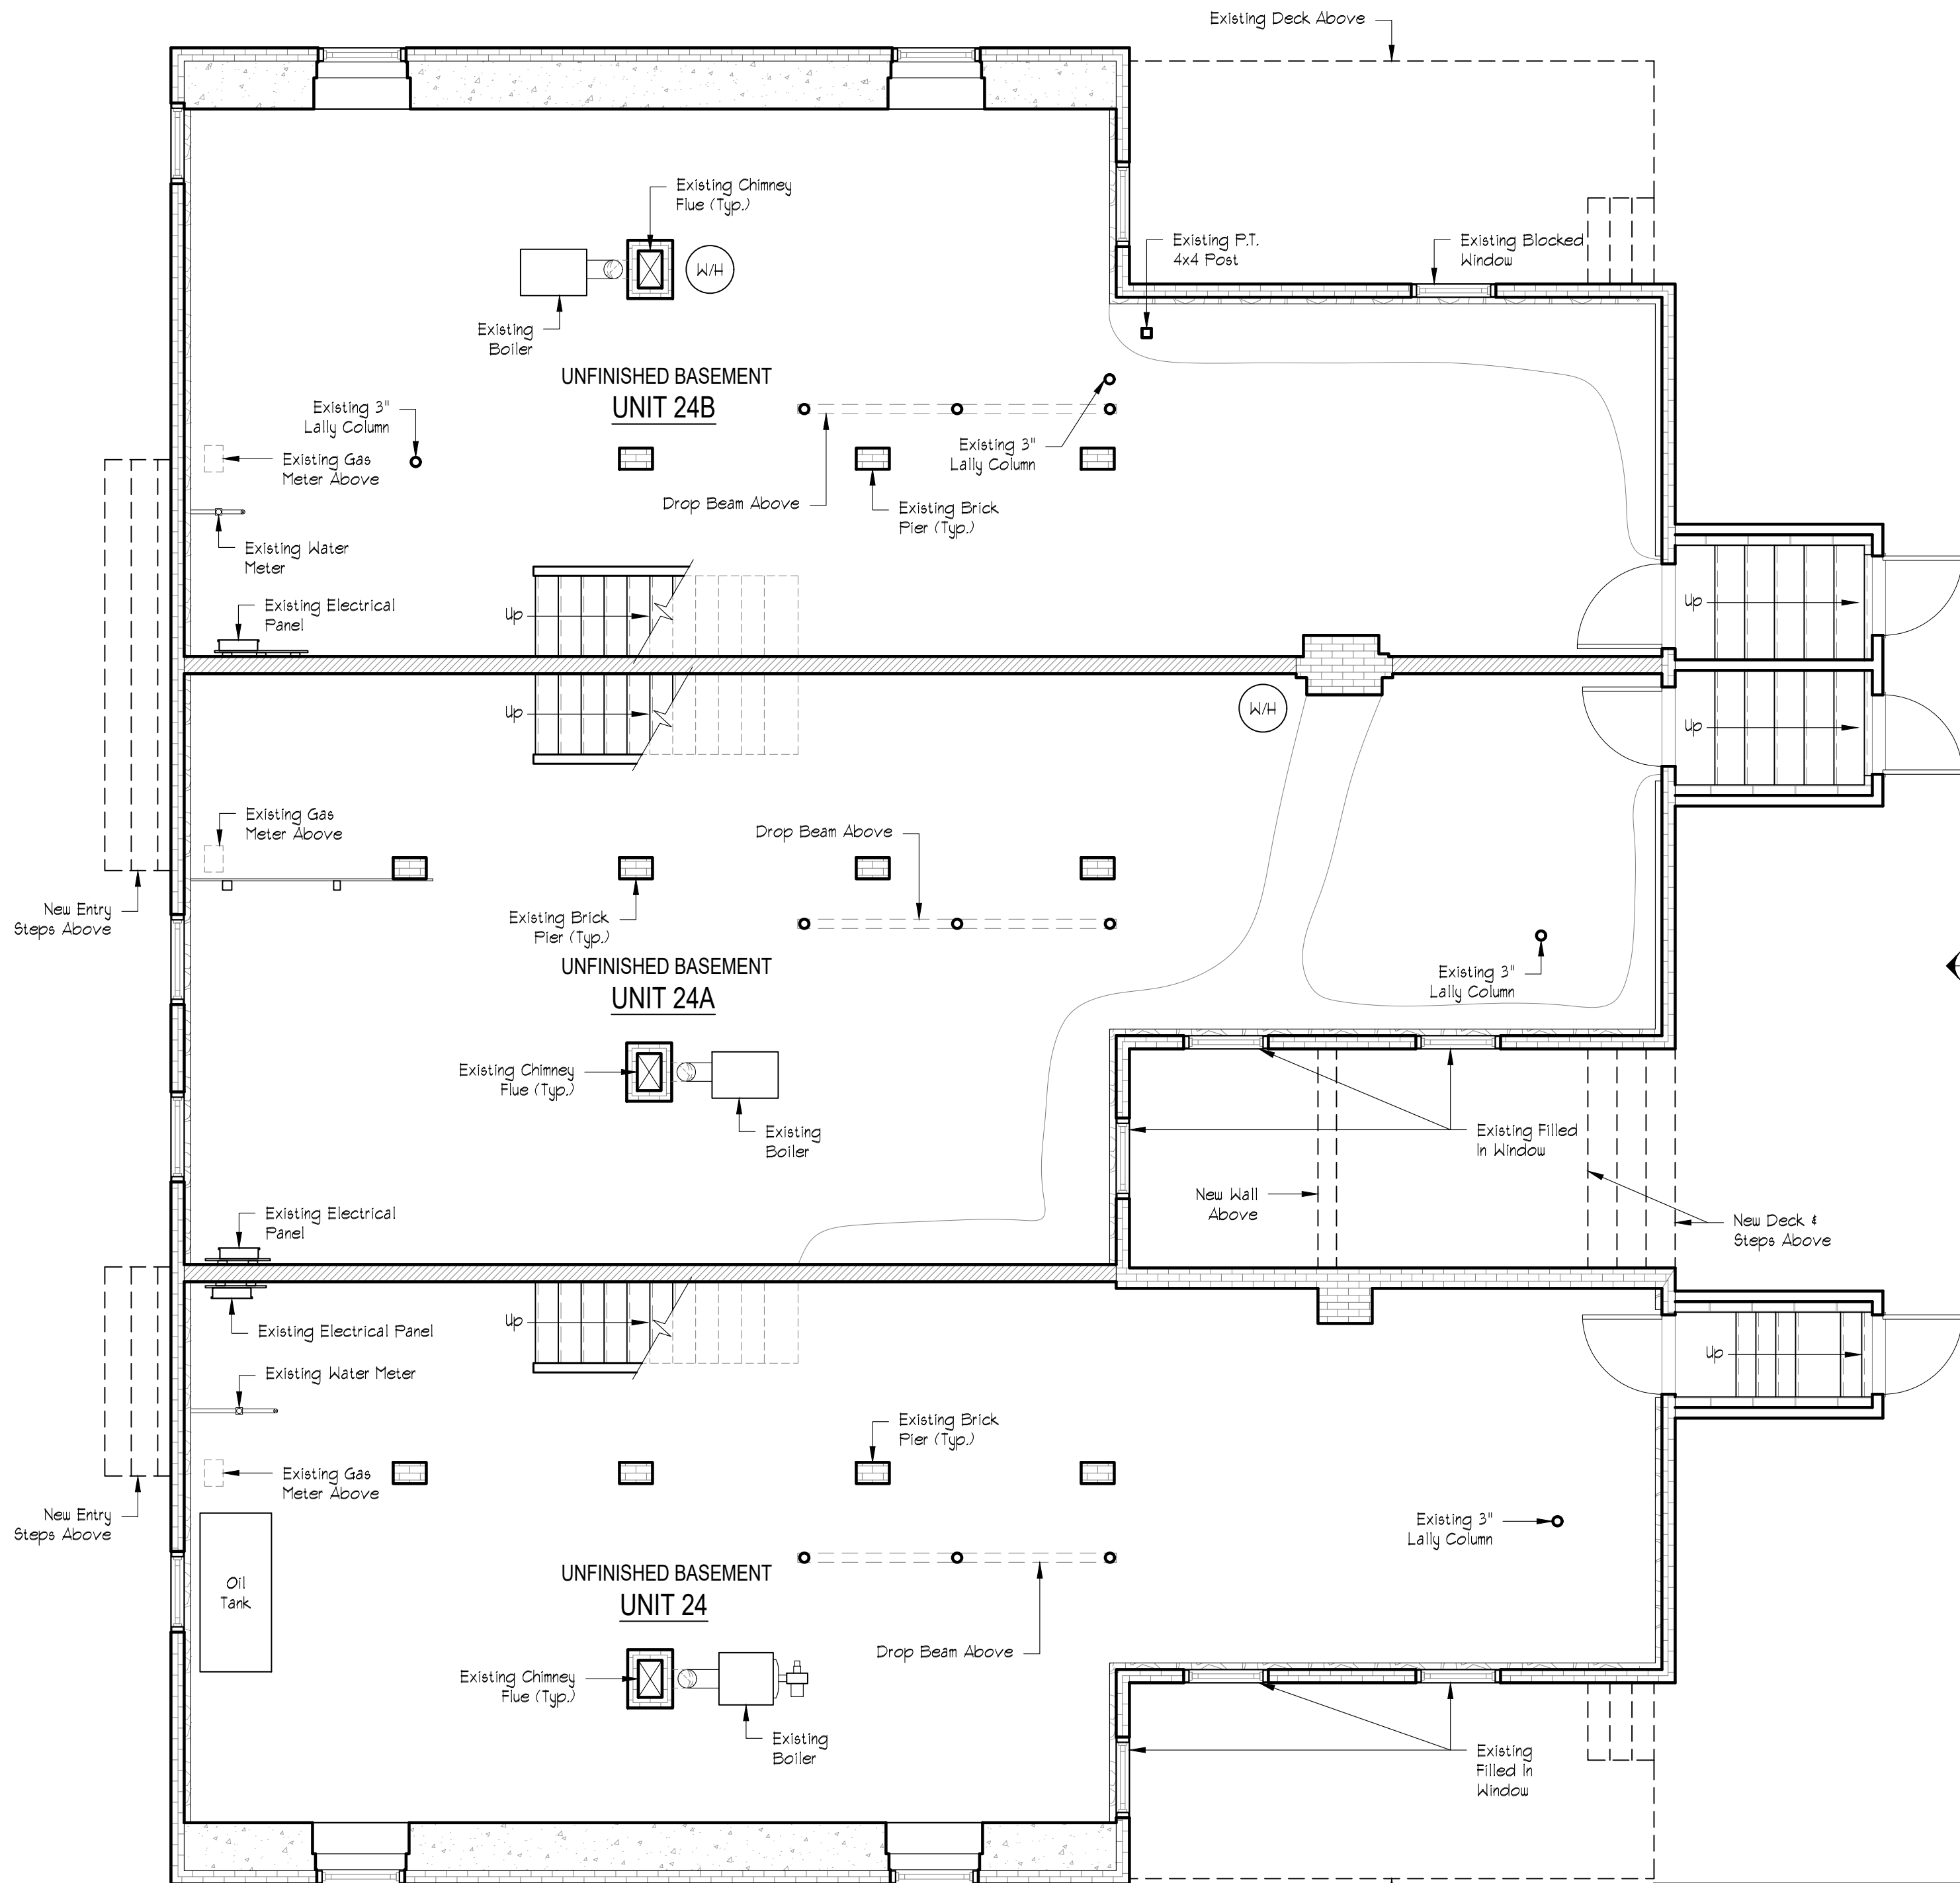 Existing Deck Above
Existing Chimney
Flue (Typ.)
W/H
Existing P.T.
4x4 Post
Existing Blocked
Window
Existing
Boiler
UNFINISHED BASEMENT
UNIT 24B
Existing 3"
Lally Column
Existing 3"
Lally Column
Existing Gas
Meter Above
Drop Beam Above
Existing Brick
Pier (Typ.)
Existing Water
Meter
Existing Electrical
Panel
Up
Up
Up
Up
W/H
Existing Gas
Meter Above
Drop Beam Above
New Entry
Steps Above
Existing Brick
Pier (Typ.)
UNFINISHED BASEMENT
UNIT 24A
Existing 3"
Lally Column
Existing Chimney
Flue (Typ.)
Existing
Boiler
Existing Filled
In Window
New Wall
Above
New Deck &
Steps Above
Existing Electrical
Panel
Up
Existing Electrical Panel
Up
Existing Water Meter
Existing Brick
Pier (Typ.)
Existing Gas
Meter Above
New Entry
Steps Above
Existing 3"
Lally Column
Oil
Tank
UNFINISHED BASEMENT
UNIT 24
Drop Beam Above
Existing Chimney
Flue (Typ.)
Existing
Boiler
Existing
Filled In
Window